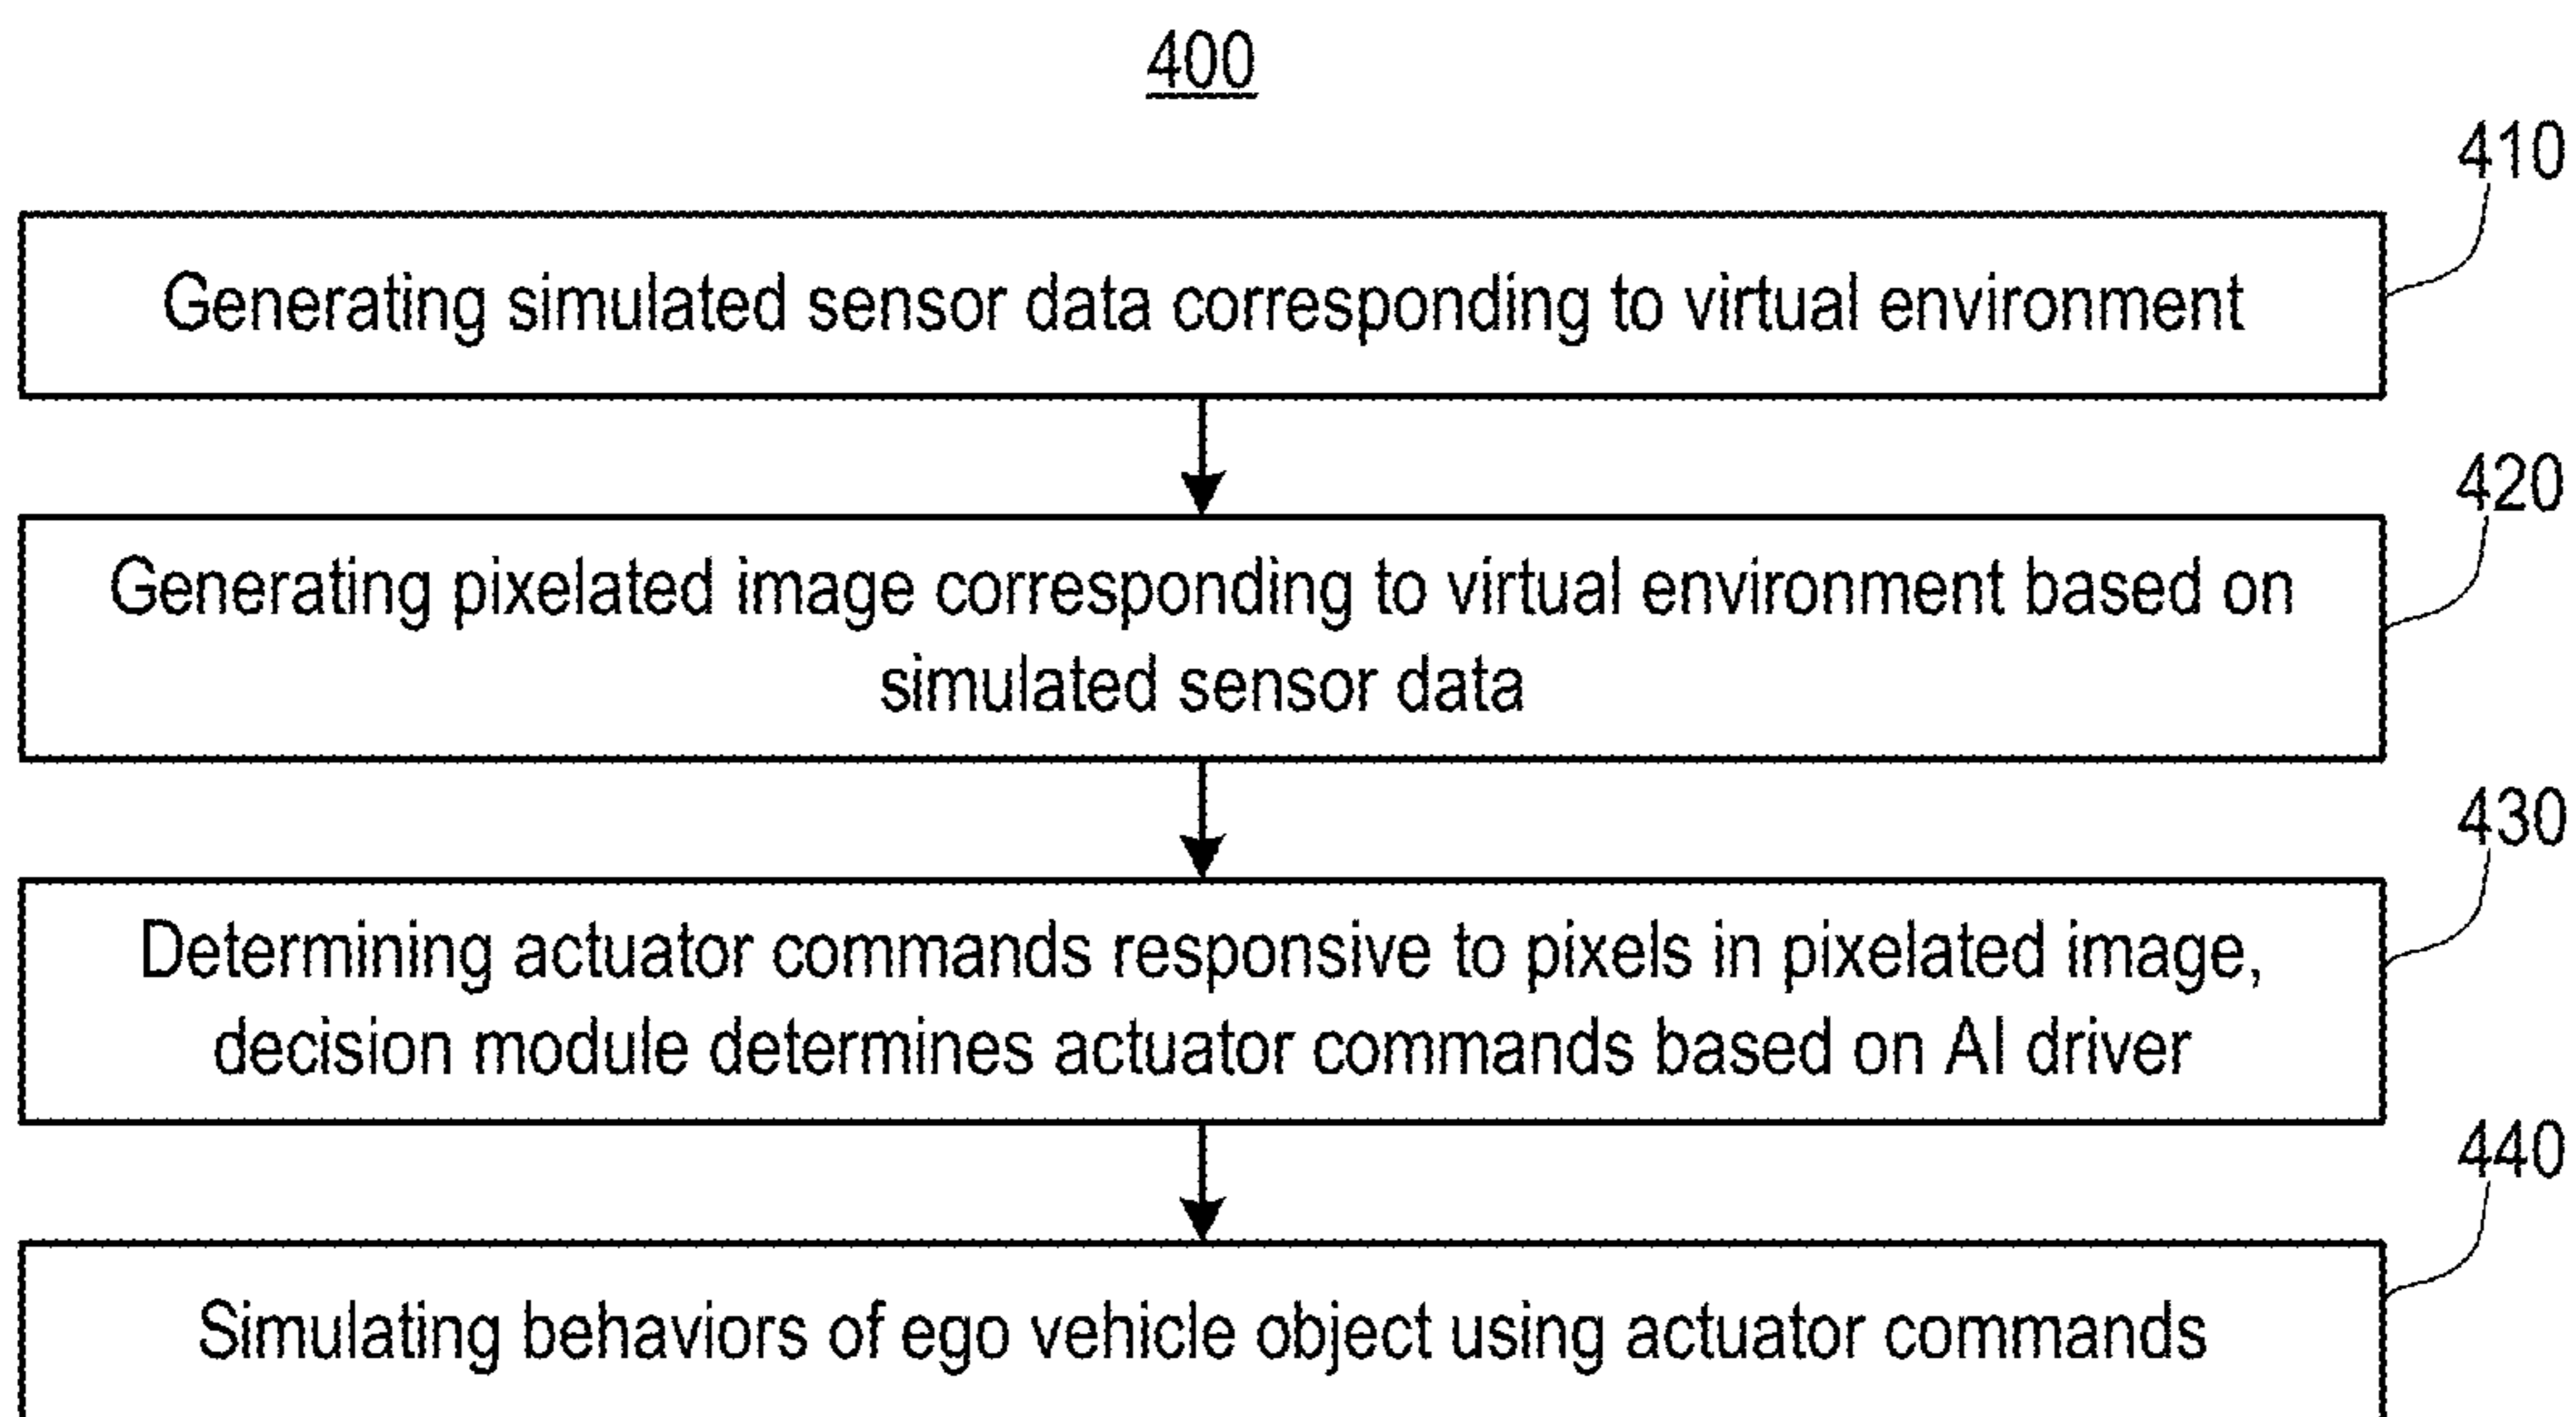 400
410
Generating simulated sensor data corresponding to virtual environment
420
Generating pixelated image corresponding to virtual environment based on
simulated sensor data
430
Determining actuator commands responsive to pixels in pixelated image,
decision module determines actuator commands based on AI driver
440
Simulating behaviors of ego vehicle object using actuator commands